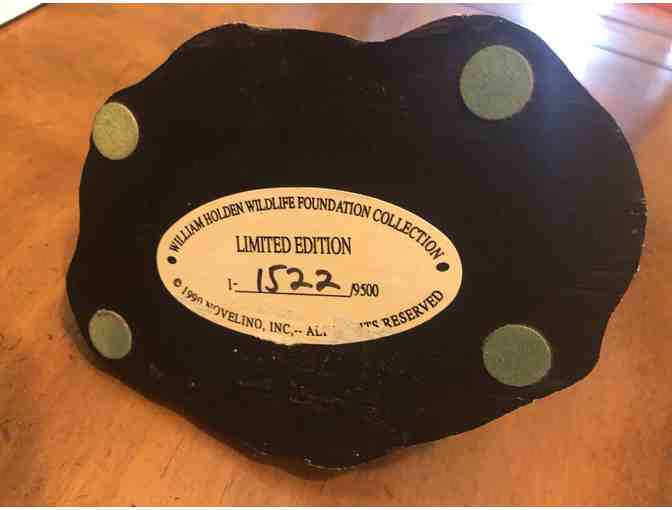 WILLIAM HOLDEN WILDLIFE FOUNDATION COLLECTION
LIMITED EDITION
1- 1522 /9500
© 1990 NOVELINO, INC,-- RESERVED